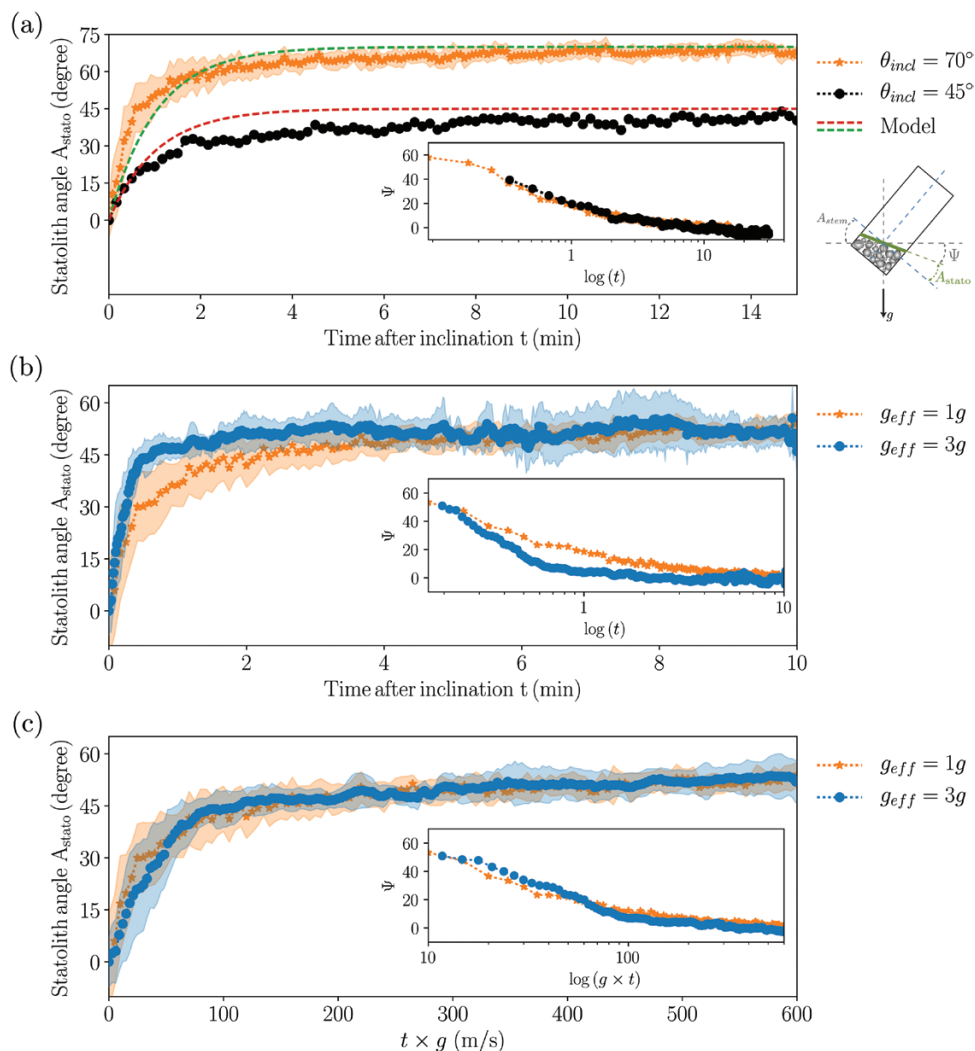 (a)
Statolith angle A_stato (degree)
75
60
45
30
15
0
0 2 4 6 8 10 12 14
Time after inclination t (min)
Ψ
60
40
20
0
1 10
log (t)
θ_incl = 70°
θ_incl = 45°
Model
A_stem
Ψ
A_stato
g
(b)
Statolith angle A_stato (degree)
60
45
30
15
0
0 2 4 6 8 10
Time after inclination t (min)
Ψ
60
40
20
0
1 10
log (t)
g_eff = 1g
g_eff = 3g
(c)
Statolith angle A_stato (degree)
60
45
30
15
0
0 100 200 300 400 500 600
t × g (m/s)
Ψ
60
40
20
0
10 100
log (g × t)
g_eff = 1g
g_eff = 3g